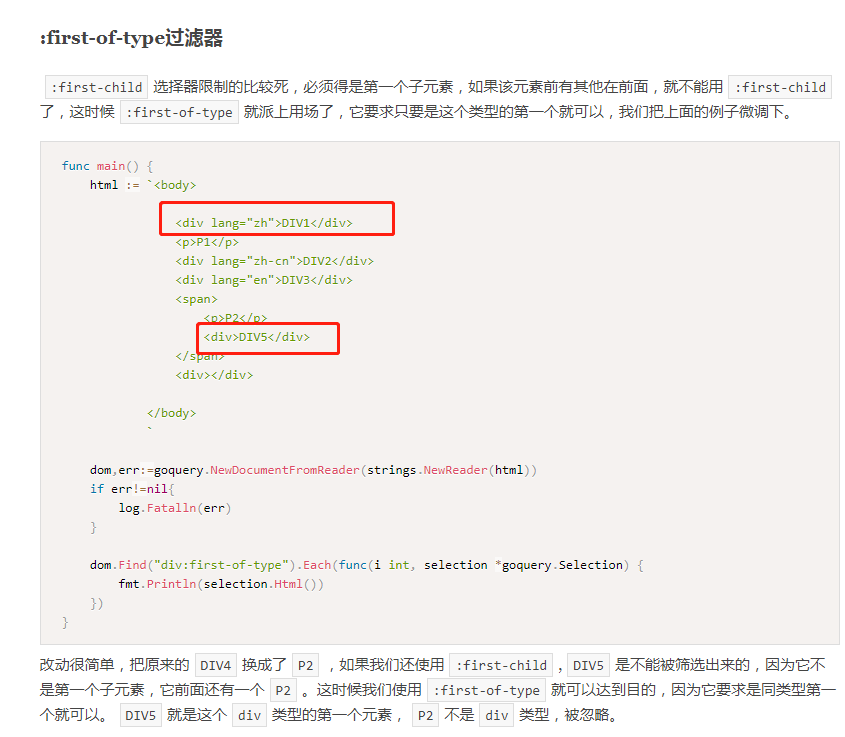 :first-of-type过滤器
:first-child 选择器限制的比较死，必须得是第一个子元素，如果该元素前有其他在前面，就不能用 :first-child
了，这时候 :first-of-type 就派上用场了，它要求只要是这个类型的第一个就可以，我们把上面的例子微调下。
func main() {
    html := `<body>
                <div lang="zh">DIV1</div>
                <p>P1</p>
                <div lang="zh-cn">DIV2</div>
                <div lang="en">DIV3</div>
                <span>
                    <p>P2</p>
                    <div>DIV5</div>
                </span>
                <div></div>
            </body>
            `
    dom,err:=goquery.NewDocumentFromReader(strings.NewReader(html))
    if err!=nil{
        log.Fatalln(err)
    }
    dom.Find("div:first-of-type").Each(func(i int, selection *goquery.Selection) {
        fmt.Println(selection.Html())
    })
}
改动很简单，把原来的 DIV4 换成了 P2 ，如果我们还使用 :first-child ，DIV5 是不能被筛选出来的，因为它不
是第一个子元素，它前面还有一个 P2 。这时候我们使用 :first-of-type 就可以达到目的，因为它要求是同类型第一
个就可以。 DIV5 就是这个 div 类型的第一个元素， P2 不是 div 类型，被忽略。